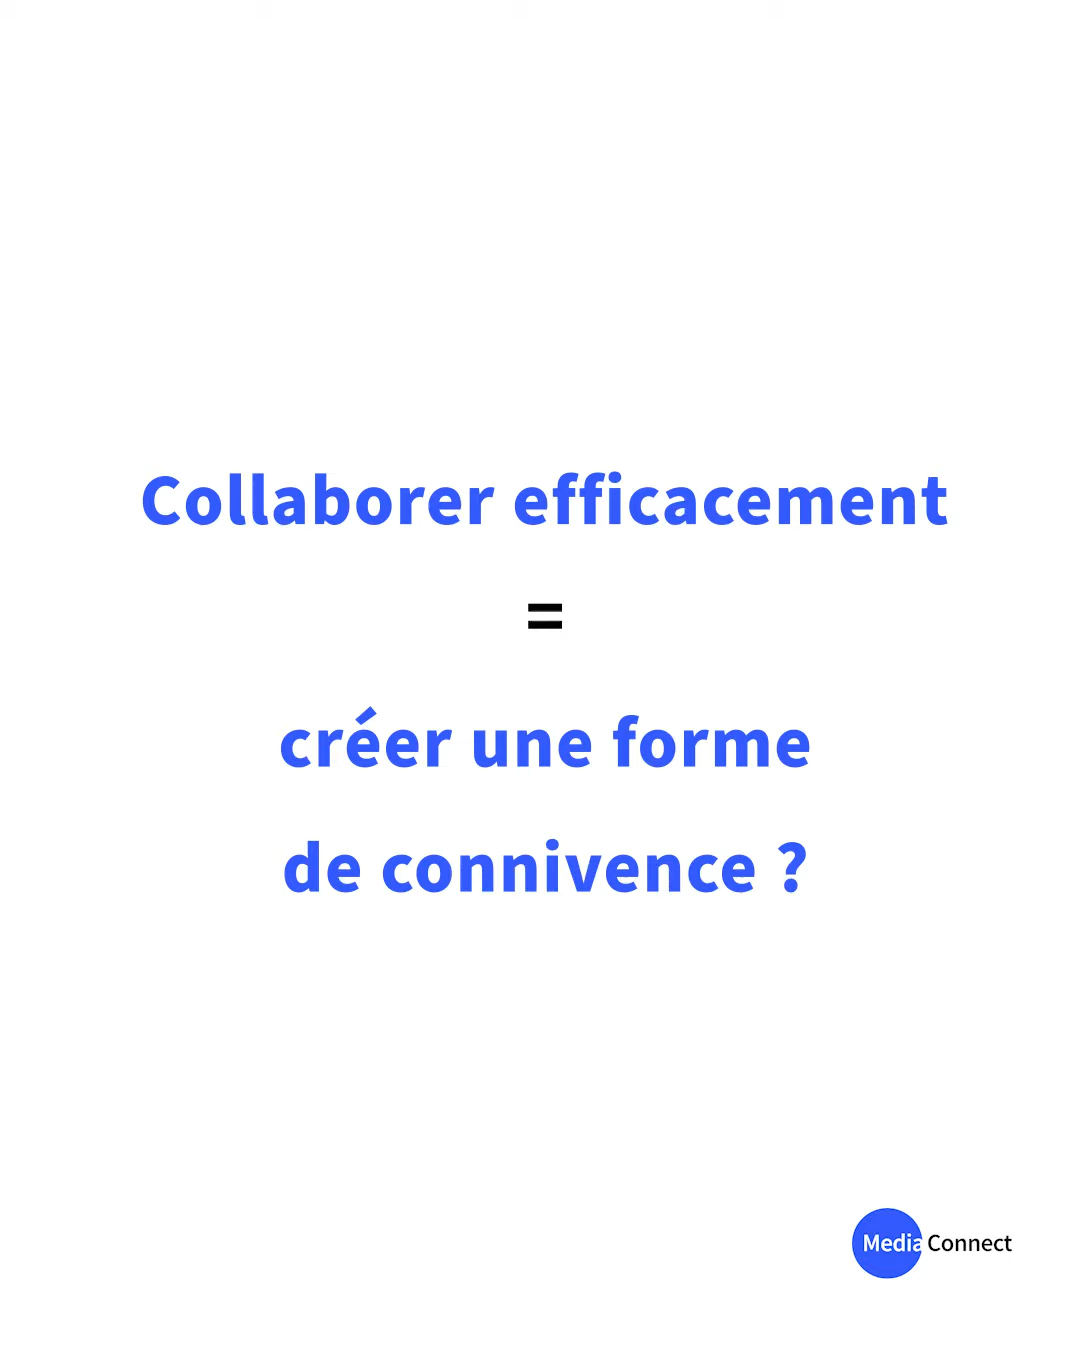 Collaborer efficacement
=
créer une forme
de connivence ?
Media Connect